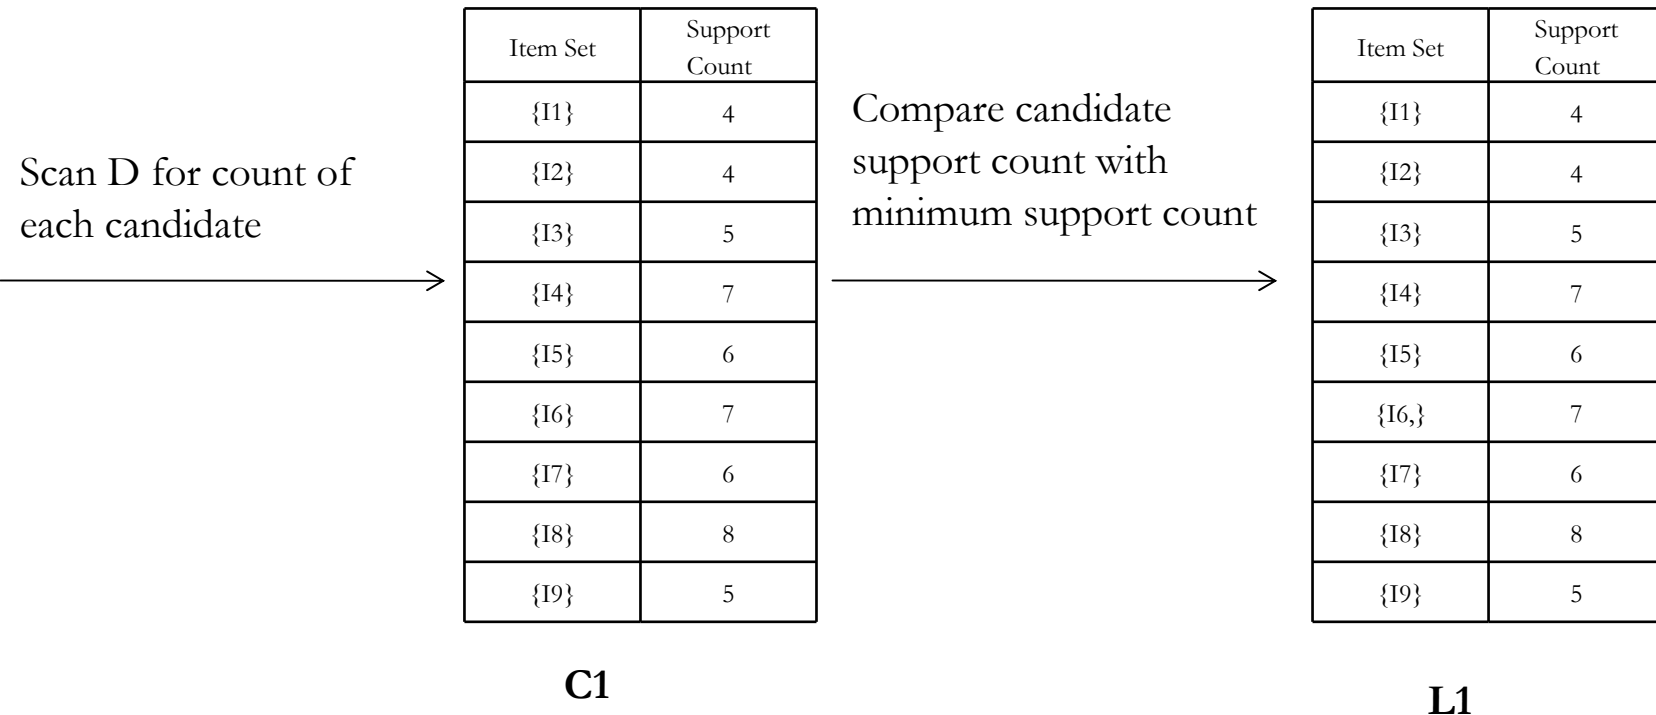 Scan D for count of
each candidate
Item Set Support
Count
{I1} 4
{I2} 4
{I3} 5
{I4} 7
{I5} 6
{I6} 7
{I7} 6
{I8} 8
{I9} 5
C1
Compare candidate
support count with
minimum support count
Item Set Support
Count
{I1} 4
{I2} 4
{I3} 5
{I4} 7
{I5} 6
{I6,} 7
{I7} 6
{I8} 8
{I9} 5
L1